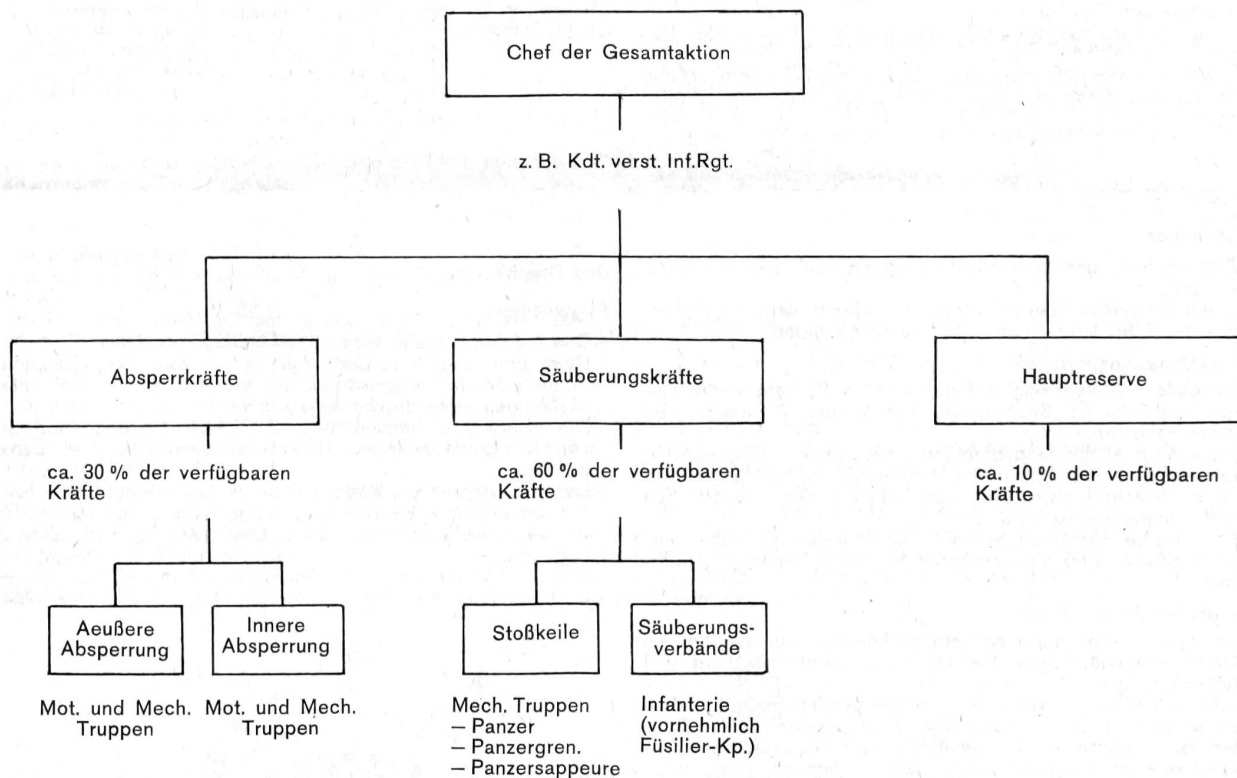 Chef der Gesamtaktion
z. B. Kdt. verst. Inf.Rgt.
Absperrkräfte
ca. 30 % der verfügbaren
Kräfte
Säuberungskräfte
ca. 60 % der verfügbaren
Kräfte
Hauptreserve
ca. 10 % der verfügbaren
Kräfte
Aeußere
Absperrung
Mot. und Mech.
Truppen
Innere
Absperrung
Mot. und Mech.
Truppen
Stoßkeile
Mech. Truppen
— Panzer
— Panzergren.
— Panzersappeure
Säuberungs-
verbände
Infanterie
(vornehmlich
Füsilier-Kp.)